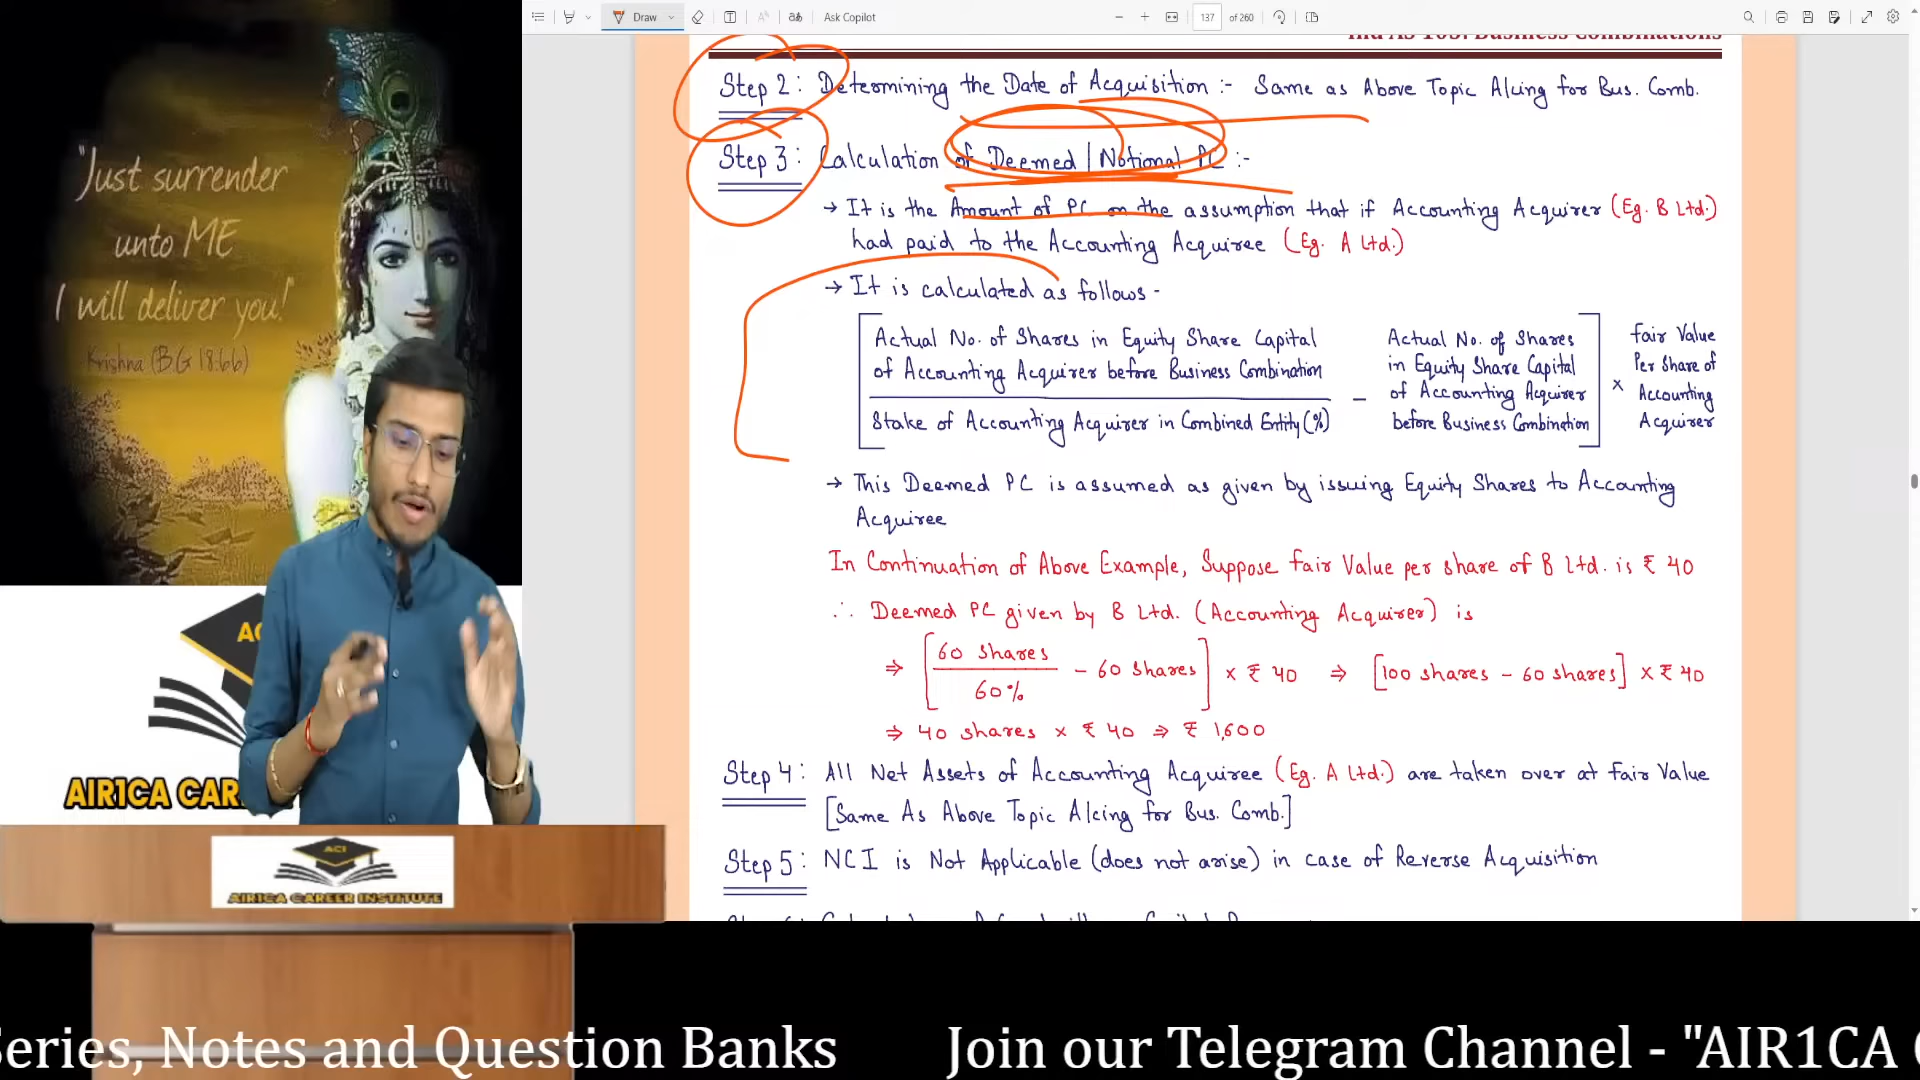 Draw
Ask Copilot
137 of 260
Ind As 103: Business Combinations
Step 2: Determining the Date of Acquisition :- Same as Above Topic A/cing for Bus. Comb.
Step 3: Calculation of Deemed | Notional PC :-
→ It is the Amount of PC on the assumption that if Accounting Acquirer (Eg. B Ltd.)
had paid to the Accounting Acquiree (Eg. A Ltd.)
→ It is calculated as follows -
Actual No. of Shares in Equity Share Capital
of Accounting Acquirer before Business Combination
Stake of Accounting Acquirer in Combined Entity (%)
–
Actual No. of Shares
in Equity Share Capital
of Accounting Acquirer
before Business Combination
×
Fair Value
Per Share of
Accounting
Acquirer
→ This Deemed PC is assumed as given by issuing Equity Shares to Accounting
Acquiree
In Continuation of Above Example, Suppose Fair Value per share of B Ltd. is ₹ 40
∴ Deemed PC given by B Ltd. (Accounting Acquirer) is
⇒ [60 Shares / 60% - 60 Shares] × ₹ 40 ⇒ [100 shares - 60 shares] × ₹ 40
⇒ 40 shares × ₹ 40 ⇒ ₹ 1,600
Step 4: All Net Assets of Accounting Acquiree (Eg. A Ltd.) are taken over at Fair Value
[Same As Above Topic A/cing for Bus. Comb.]
Step 5: NCI is Not Applicable (does not arise) in case of Reverse Acquisition
"Just surrender
unto ME
I will deliver you!"
Krishna (B.G 18:66)
AIR1CA CAR
ACI
AIR1CA CAREER INSTITUTE
Series, Notes and Question Banks Join our Telegram Channel - "AIR1CA